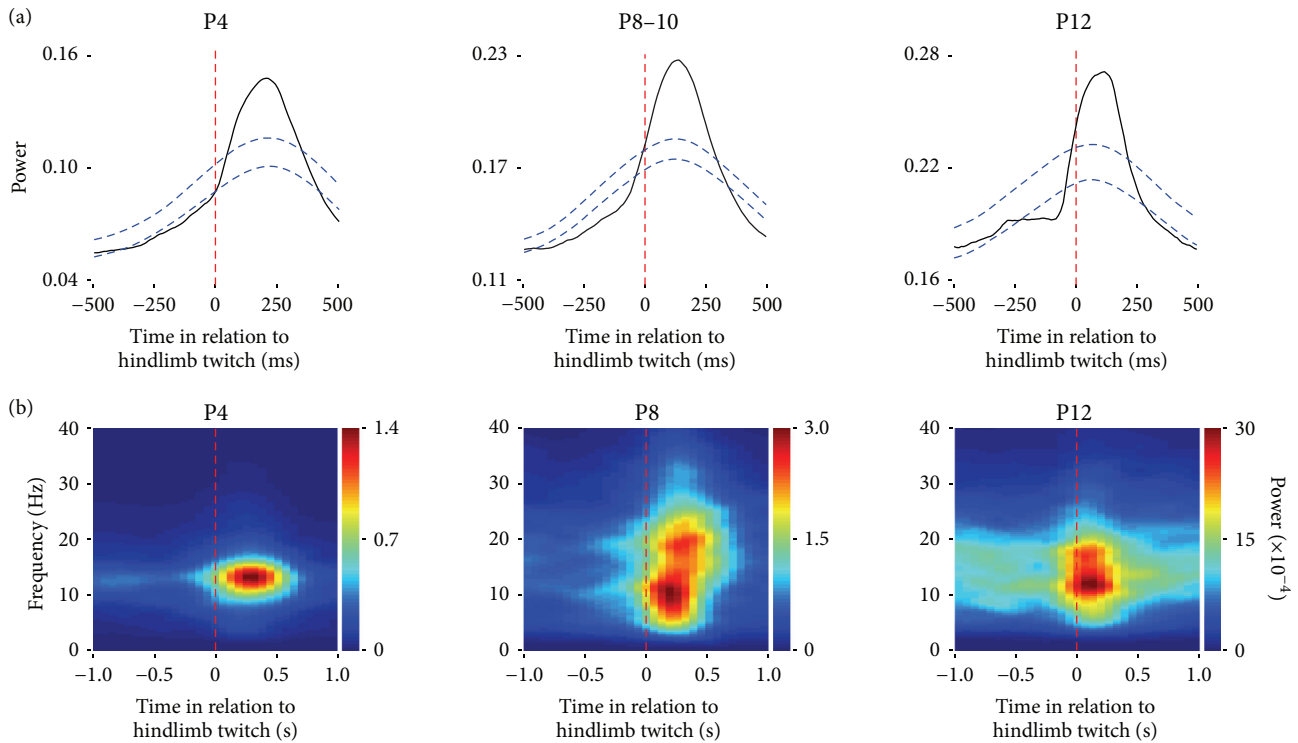 (a)
P4
P8–10
P12
0.16
0.10
0.04
Power
−500
−250
0
250
500
Time in relation to
hindlimb twitch (ms)
0.23
0.17
0.11
−500
−250
0
250
500
Time in relation to
hindlimb twitch (ms)
0.28
0.22
0.16
−500
−250
0
250
500
Time in relation to
hindlimb twitch (ms)
(b)
P4
P8
P12
40
30
20
10
0
Frequency (Hz)
−1.0
−0.5
0
0.5
1.0
Time in relation to
hindlimb twitch (s)
1.4
0.7
0
40
30
20
10
0
−1.0
−0.5
0
0.5
1.0
Time in relation to
hindlimb twitch (s)
3.0
1.5
0
40
30
20
10
0
−1.0
−0.5
0
0.5
1.0
Time in relation to
hindlimb twitch (s)
30
15
0
Power (×10⁻⁴)